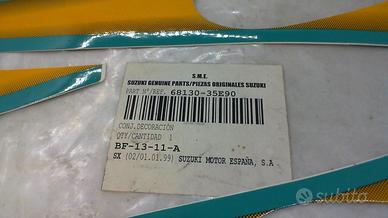 S.M.E.
SUZUKI GENUINE PARTS/PIEZAS ORIGINALES SUZUKI
PART Nº/REF. 68130-35E90
CONJ.DECORACIÓN
QTY/CANTIDAD 1
BF-13-11-A
SX (02/01.01.99) SUZUKI MOTOR ESPAÑA, S.A
subito